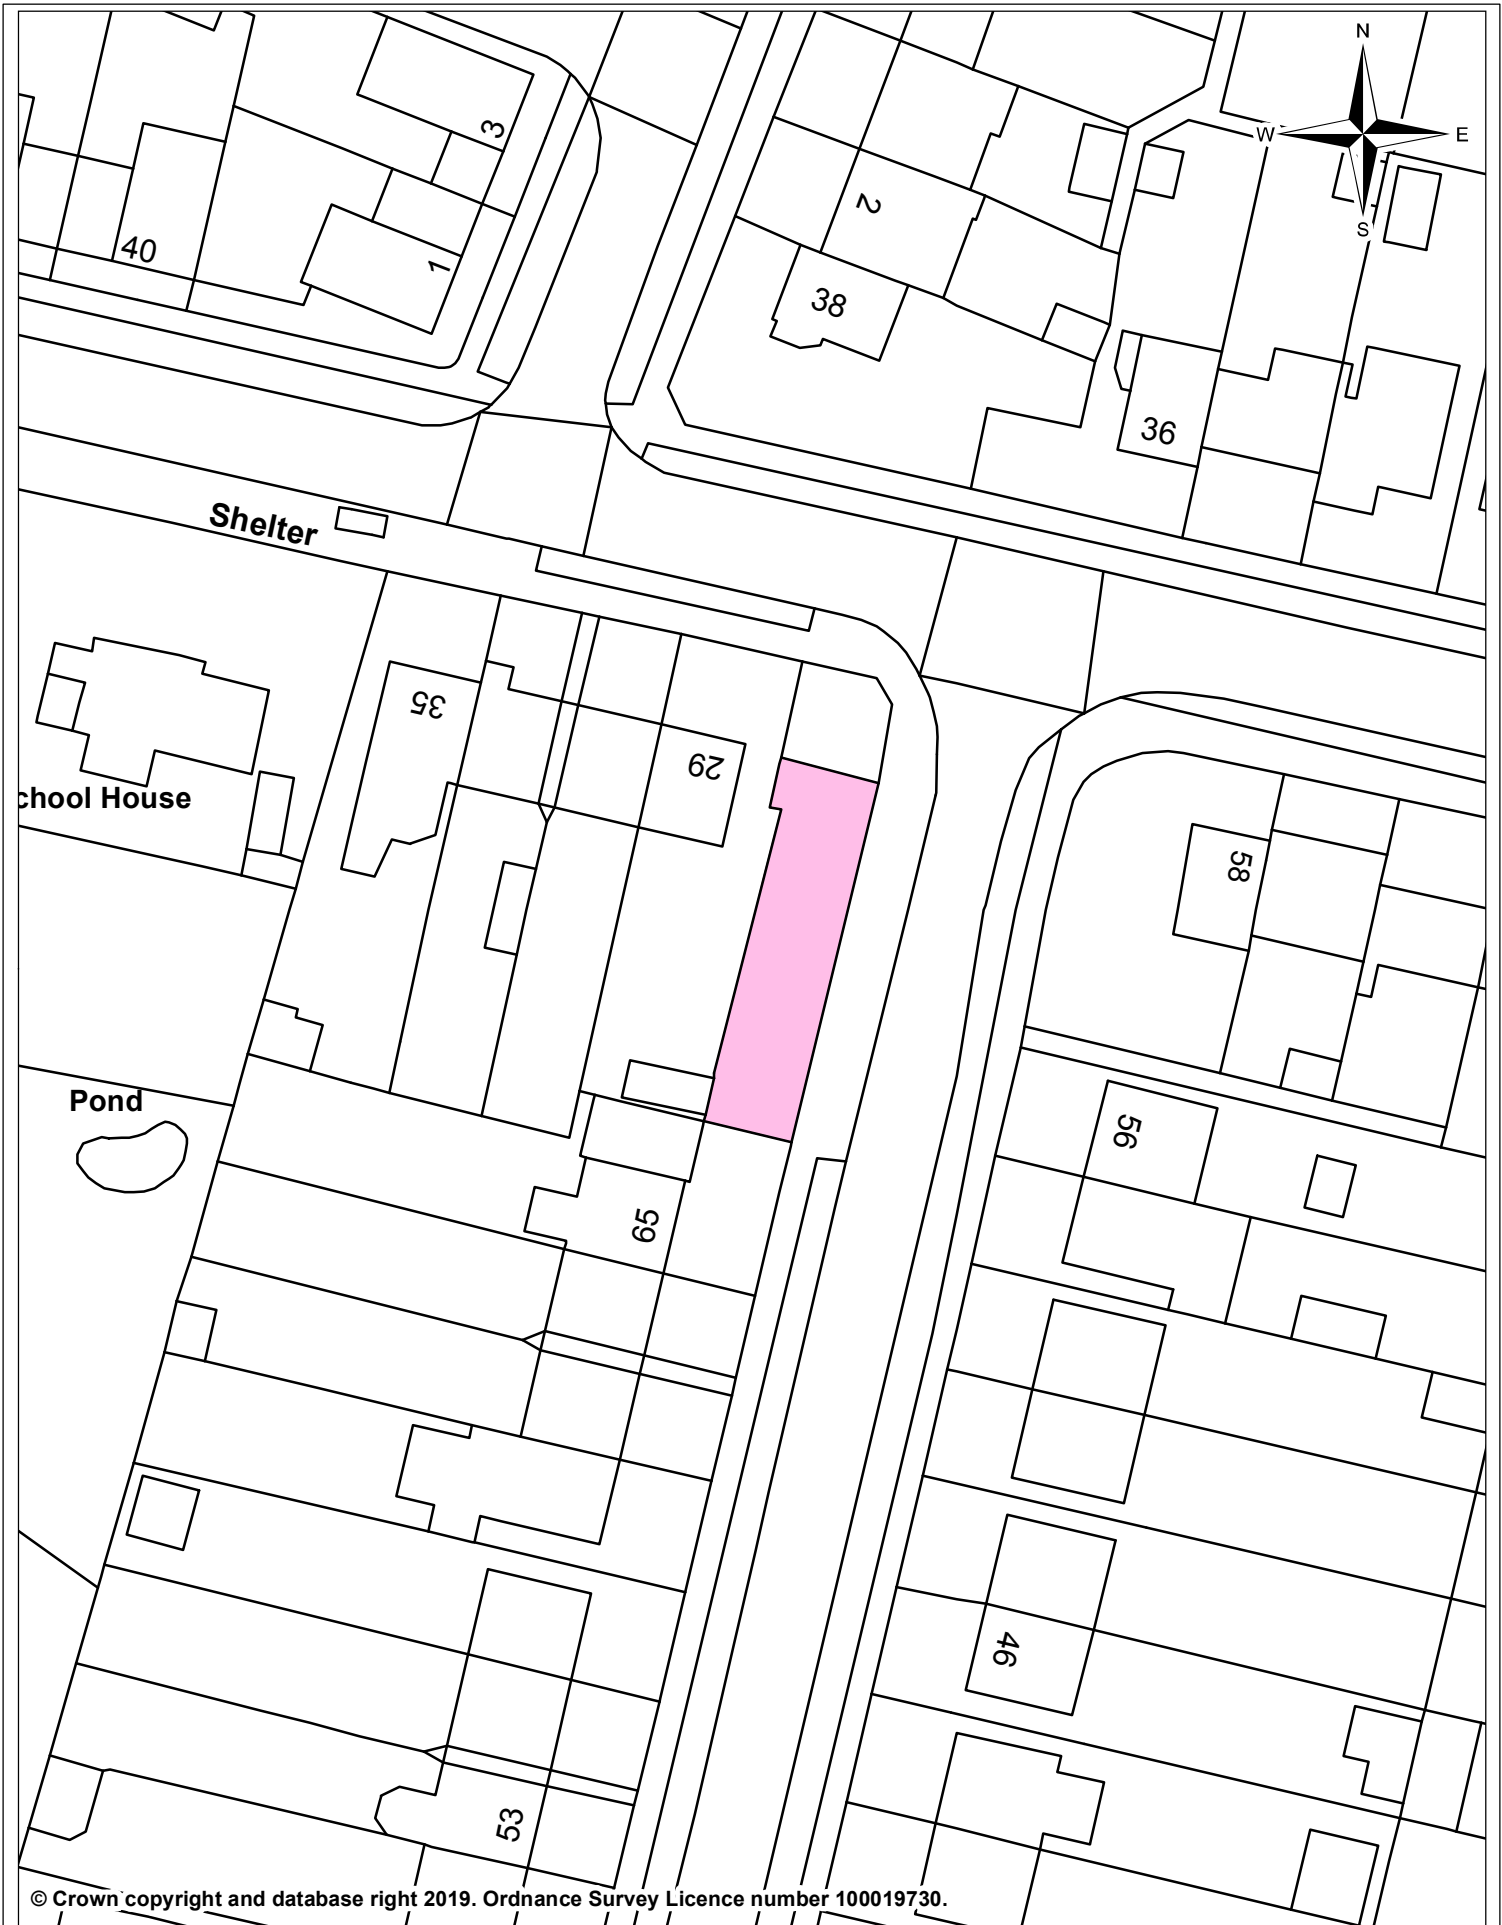 N
3
W E
2
40
1
S
38
36
Shelter
35
29
chool House
58
Pond
56
59
46
53
© Crown copyright and database right 2019. Ordnance Survey Licence number 100019730.